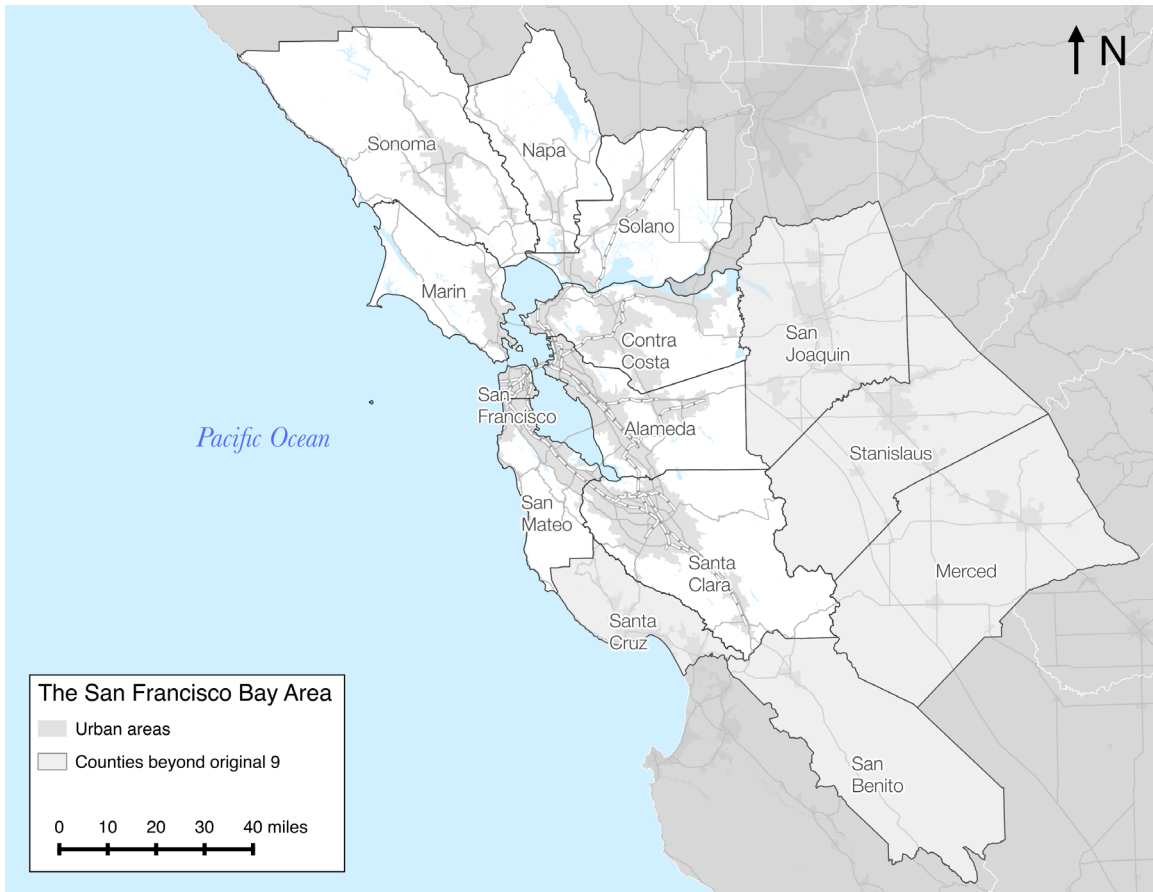 N
Sonoma
Napa
Solano
Marin
Contra
Costa
San
Joaquin
San
Francisco
Alameda
Pacific Ocean
Stanislaus
San
Mateo
Santa
Clara
Merced
Santa
Cruz
San
Benito
The San Francisco Bay Area
Urban areas
Counties beyond original 9
0 10 20 30 40 miles